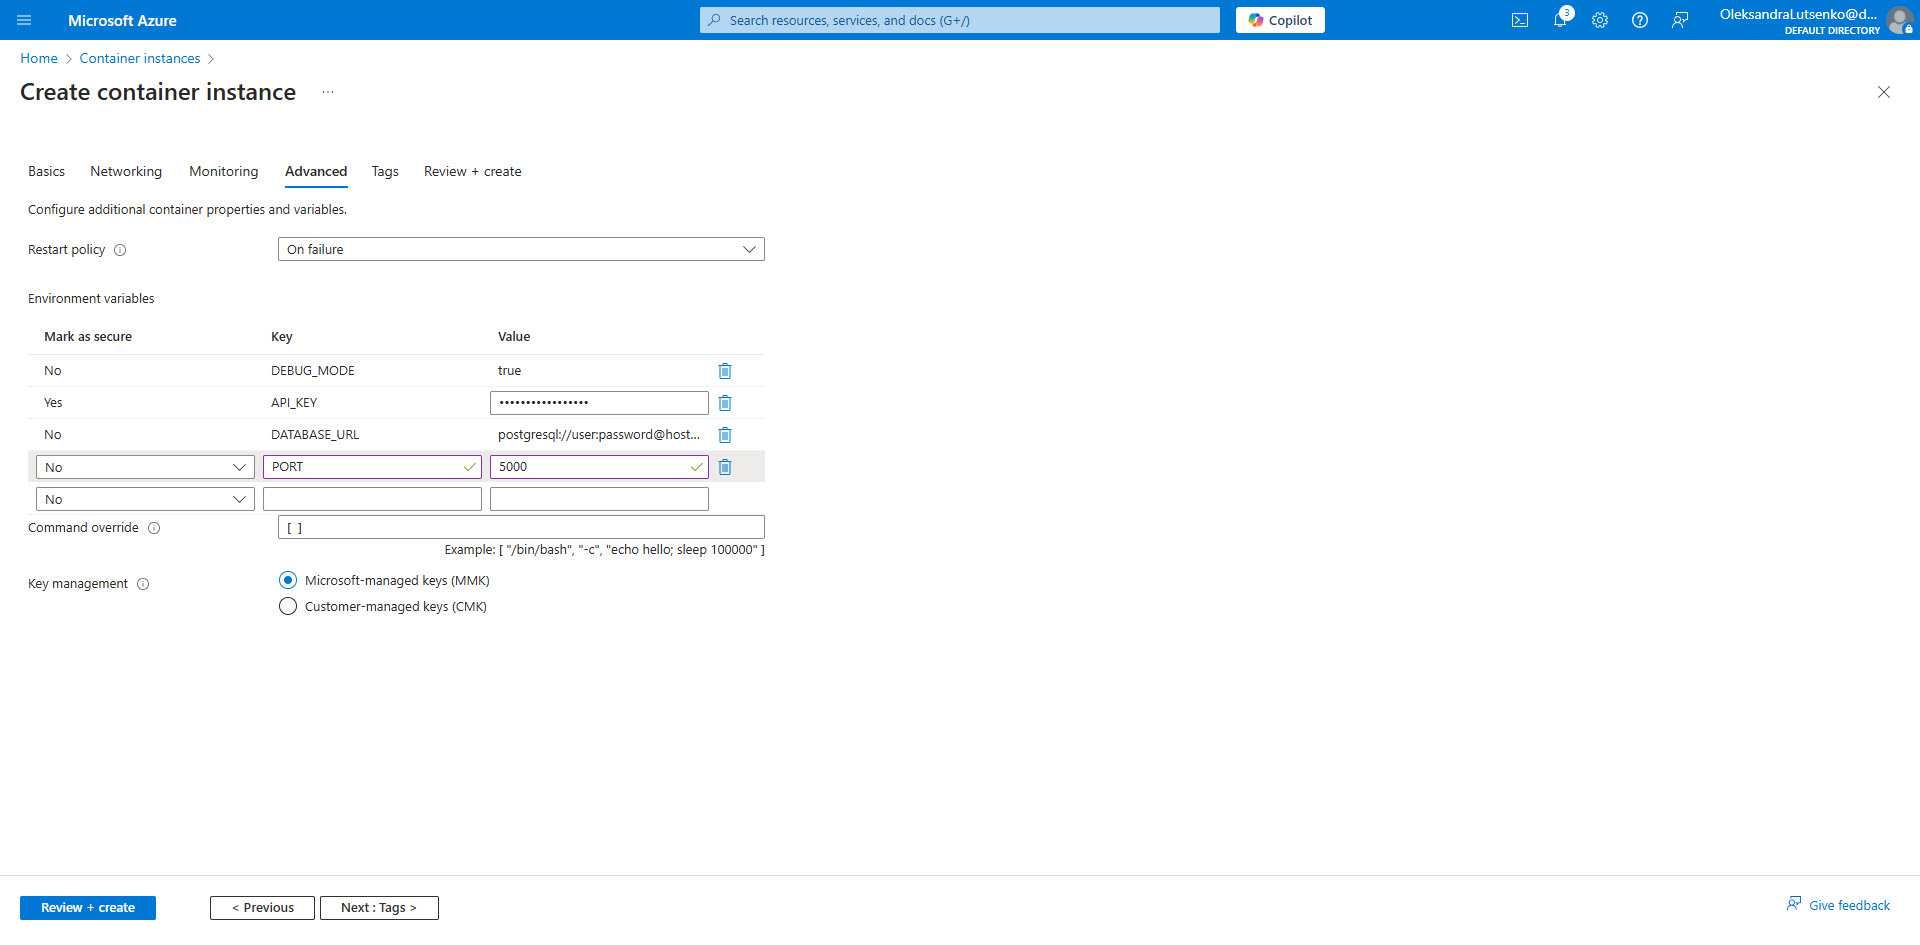 Microsoft Azure
Search resources, services, and docs (G+/)
Copilot
3
OleksandraLutsenko@d...
DEFAULT DIRECTORY
Home > Container instances >
Create container instance ...
Basics Networking Monitoring Advanced Tags Review + create
Configure additional container properties and variables.
Restart policy On failure
Environment variables
Mark as secure Key Value
No DEBUG_MODE true
Yes API_KEY •••••••••••••••••
No DATABASE_URL postgresql://user:password@host...
No PORT 5000
No
Command override [ ]
Example: [ "/bin/bash", "-c", "echo hello; sleep 100000" ]
Key management Microsoft-managed keys (MMK)
Customer-managed keys (CMK)
Review + create < Previous Next : Tags > Give feedback